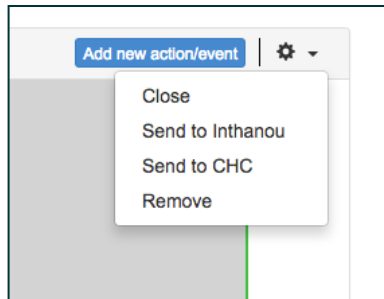 Add new action/event
Close
Send to Inthanou
Send to CHC
Remove